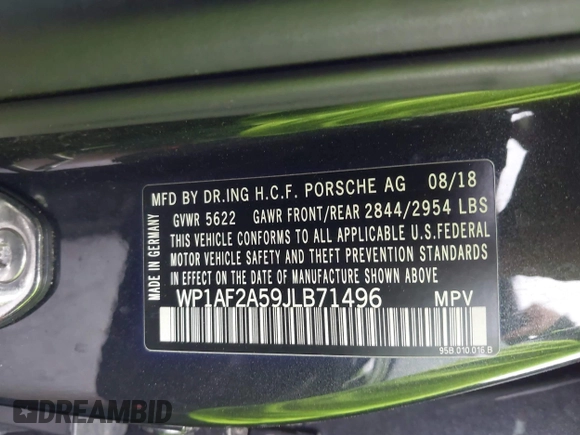 MFD BY DR.ING H.C.F. PORSCHE AG 08/18
GVWR 5622 GAWR FRONT/REAR 2844/2954 LBS
THIS VEHICLE CONFORMS TO ALL APPLICABLE U.S.FEDERAL
MOTOR VEHICLE SAFETY AND THEFT PREVENTION STANDARDS
IN EFFECT ON THE DATE OF MANUFACTURE SHOWN ABOVE.
WP1AF2A59JLB71496 MPV
MADE IN GERMANY
95B.010.016 B
DREAMBID